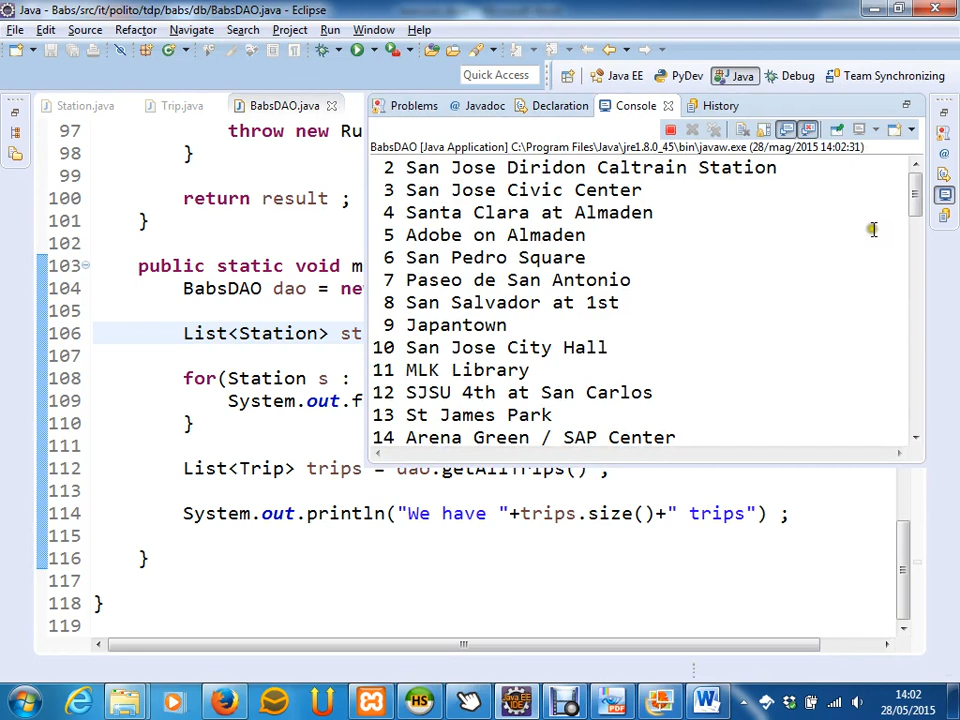 Java - Babs/src/it/polito/tdp/babs/db/BabsDAO.java - Eclipse
File Edit Source Refactor Navigate Search Project Run Window Help
Quick Access Java EE PyDev Java Debug Team Synchronizing
Station.java Trip.java BabsDAO.java Problems Javadoc Declaration Console History
BabsDAO [Java Application] C:\Program Files\Java\jre1.8.0_45\bin\javaw.exe (28/mag/2015 14:02:31)
2 San Jose Diridon Caltrain Station
3 San Jose Civic Center
4 Santa Clara at Almaden
5 Adobe on Almaden
6 San Pedro Square
7 Paseo de San Antonio
8 San Salvador at 1st
9 Japantown
10 San Jose City Hall
11 MLK Library
12 SJSU 4th at San Carlos
13 St James Park
14 Arena Green / SAP Center
97 throw new Ru
98 }
99
100 return result ;
101 }
102
103 public static void m
104 BabsDAO dao = new
105
106 List<Station> st
107
108 for(Station s :
109 System.out.f
110 }
111
112 List<Trip> trips = dao.getAllTrips() ;
113
114 System.out.println("We have "+trips.size()+" trips") ;
115
116 }
117
118 }
119
HS
14:02
28/05/2015